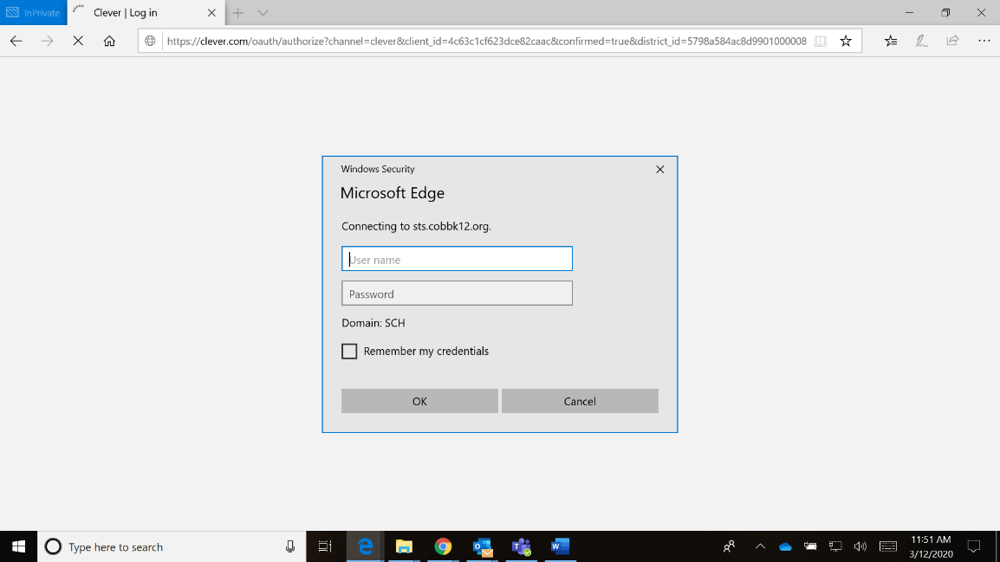 InPrivate
Clever | Log in
https://clever.com/oauth/authorize?channel=clever&client_id=4c63c1cf623dce82caac&confirmed=true&district_id=5798a584ac8d9901000008
Windows Security
Microsoft Edge
Connecting to sts.cobbk12.org.
User name
Password
Domain: SCH
Remember my credentials
OK Cancel
Type here to search
11:51 AM
3/12/2020